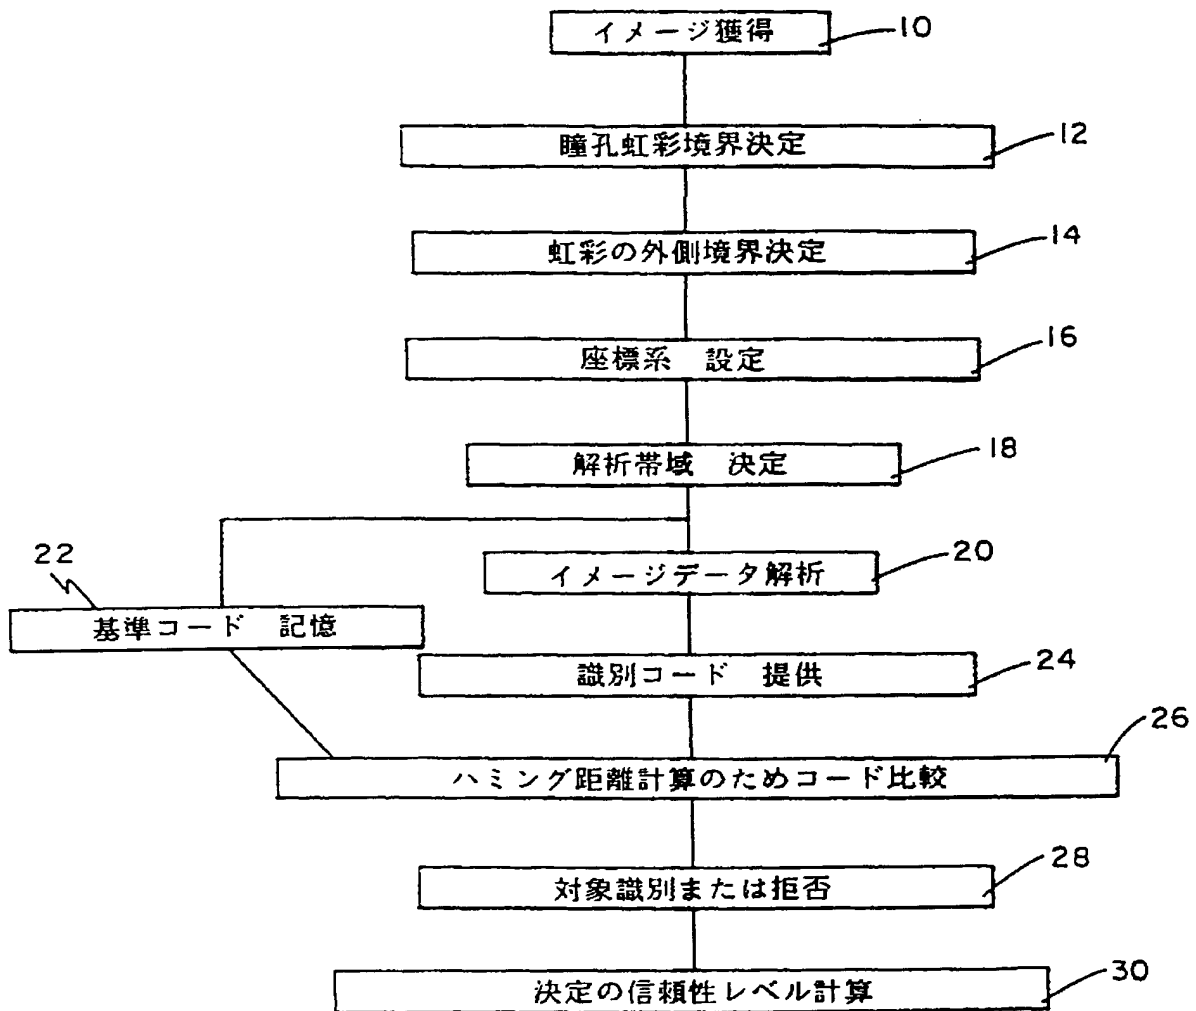 イメージ獲得
10
瞳孔虹彩境界決定
12
虹彩の外側境界決定
14
座標系 設定
16
解析帯域 決定
18
イメージデータ解析
20
22
基準コード 記憶
識別コード 提供
24
ハミング距離計算のためコード比較
26
対象識別または拒否
28
決定の信頼性レベル計算
30